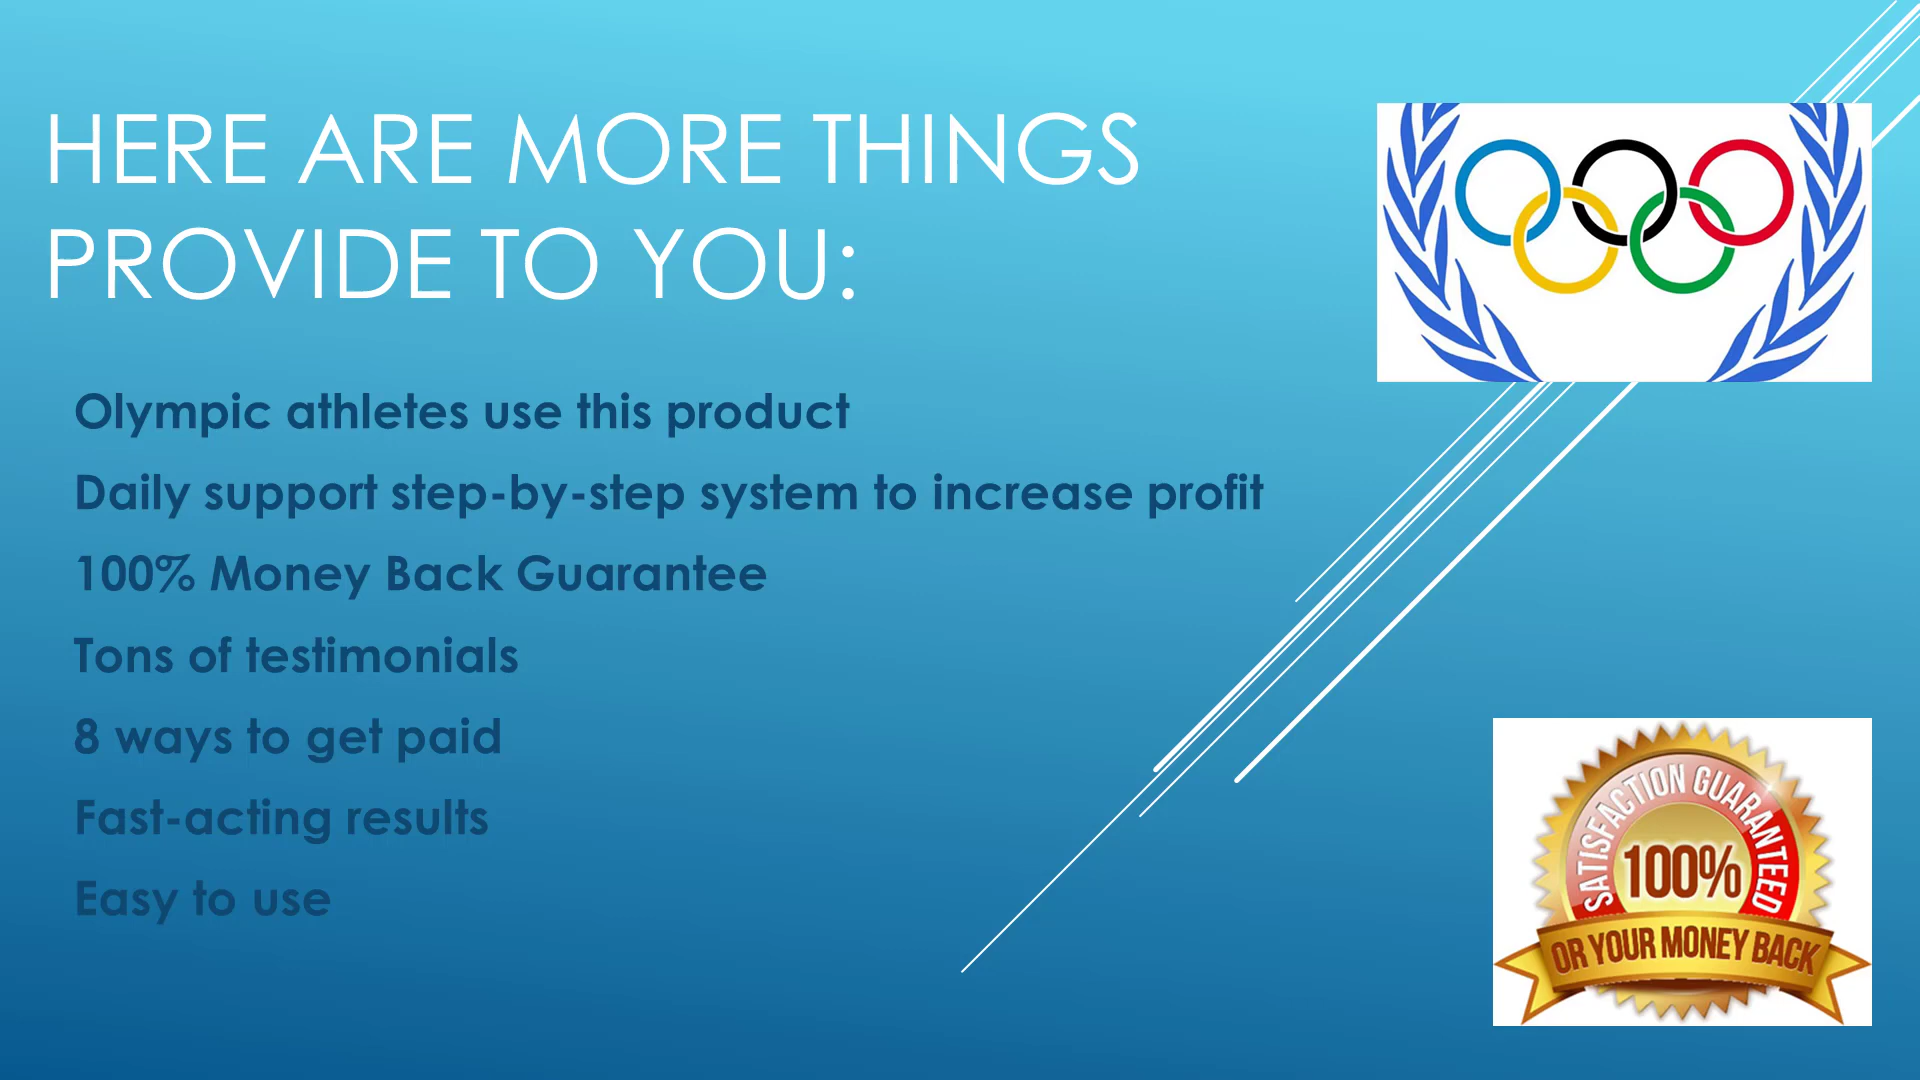 HERE ARE MORE THINGS
PROVIDE TO YOU:
Olympic athletes use this product
Daily support step-by-step system to increase profit
100% Money Back Guarantee
Tons of testimonials
8 ways to get paid
Fast-acting results
Easy to use
SATISFACTION GUARANTEED
100%
OR YOUR MONEY BACK